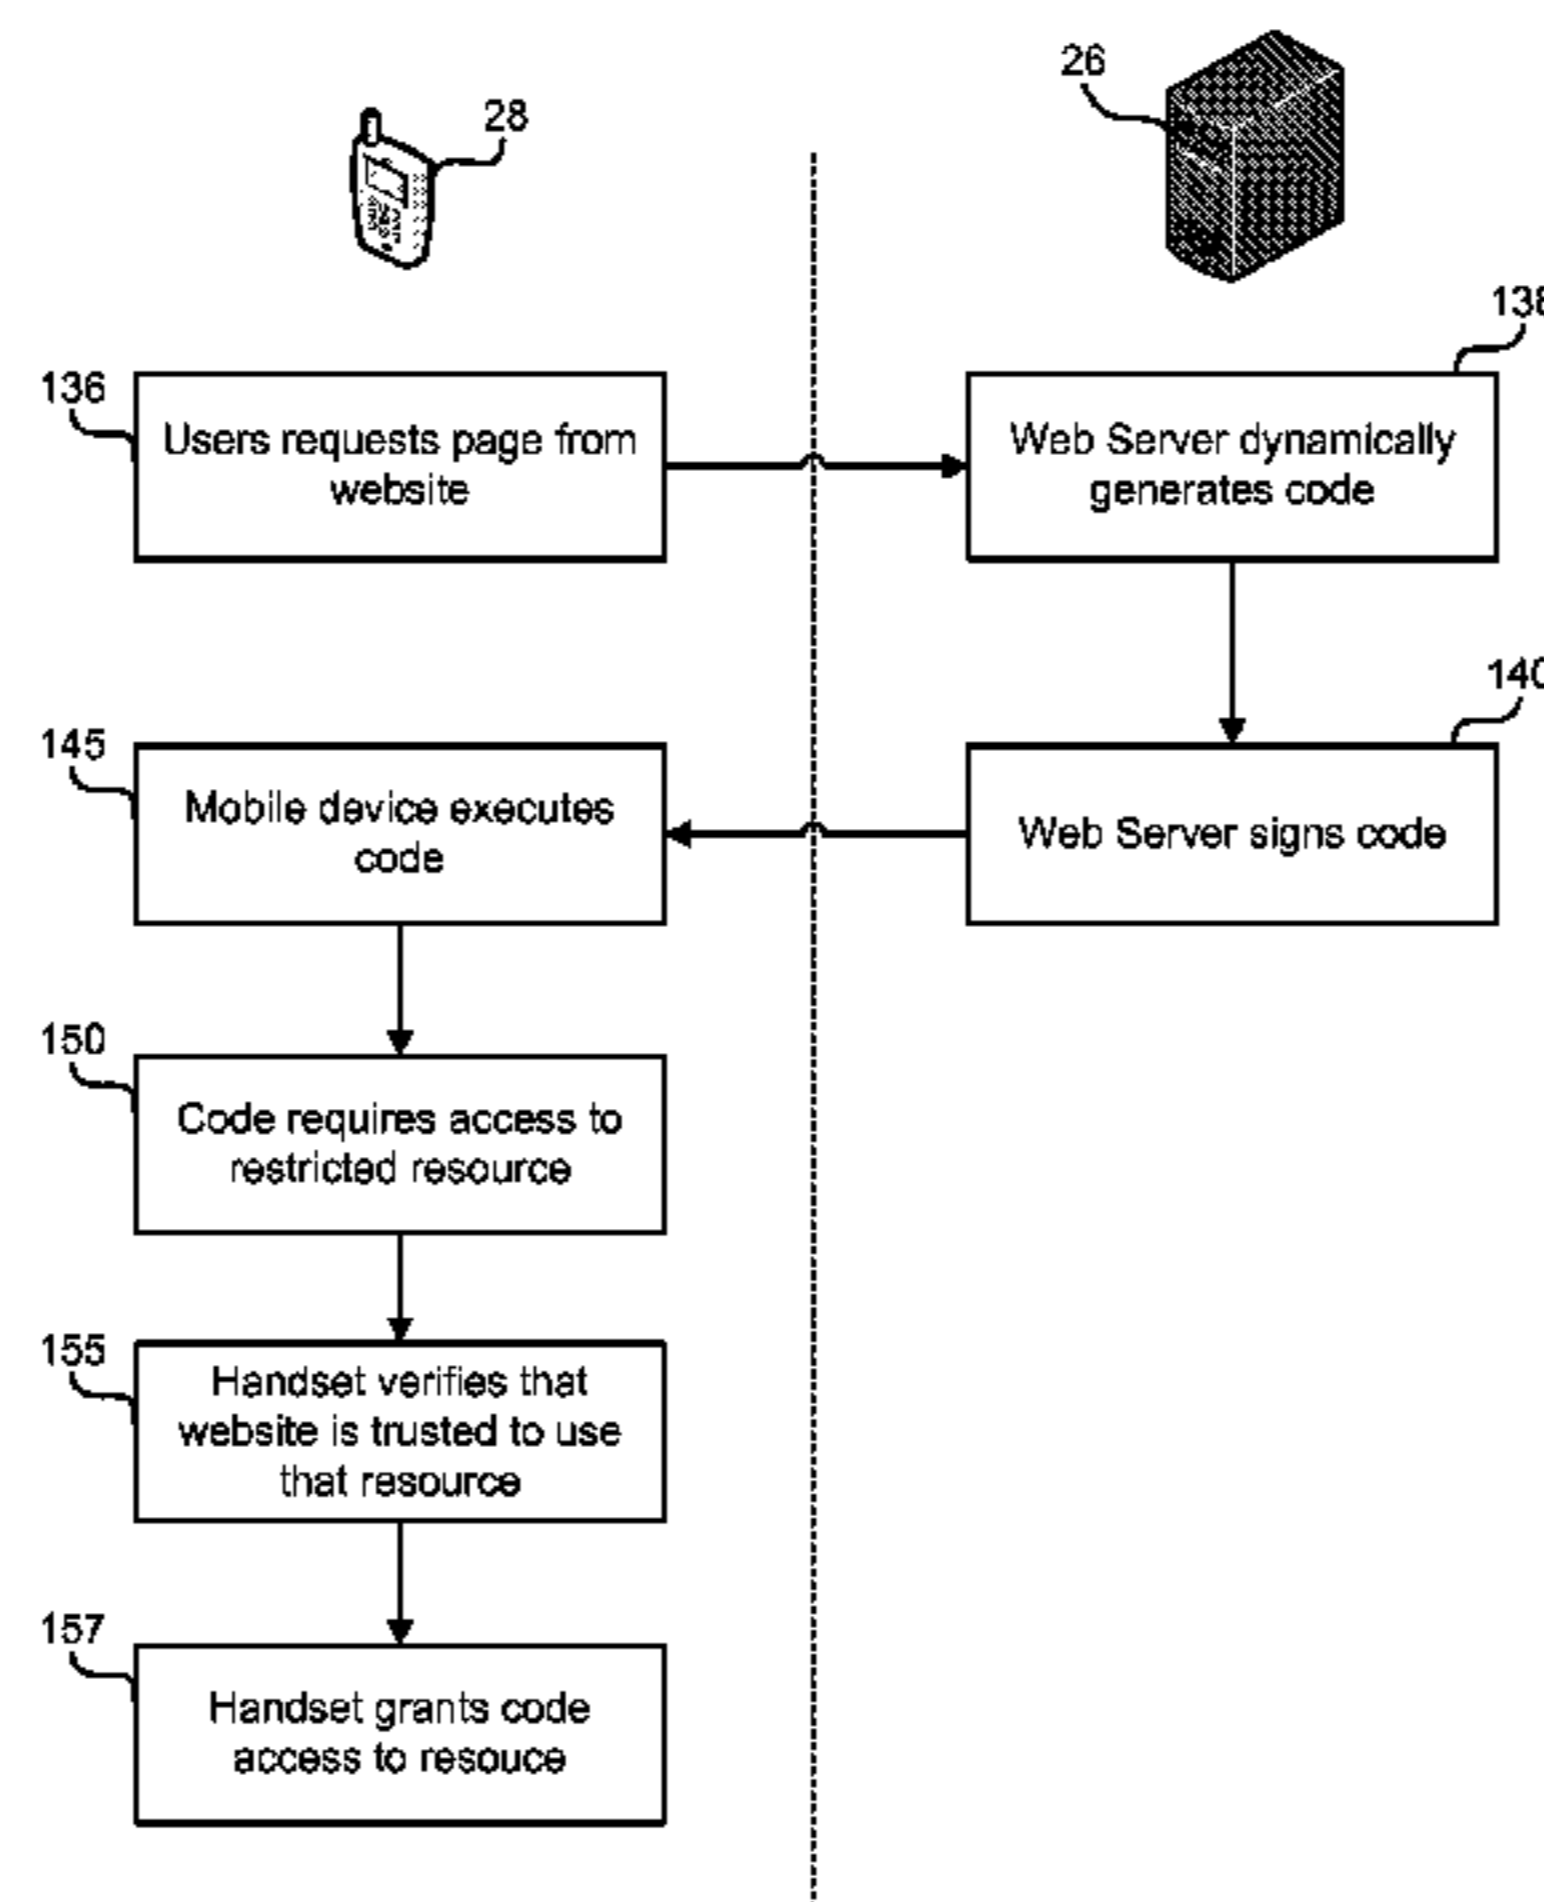 28
26
138
136
Users requests page from
website
Web Server dynamically
generates code
140
145
Mobile device executes
code
Web Server signs code
150
Code requires access to
restricted resource
155
Handset verifies that
website is trusted to use
that resource
157
Handset grants code
access to resouce